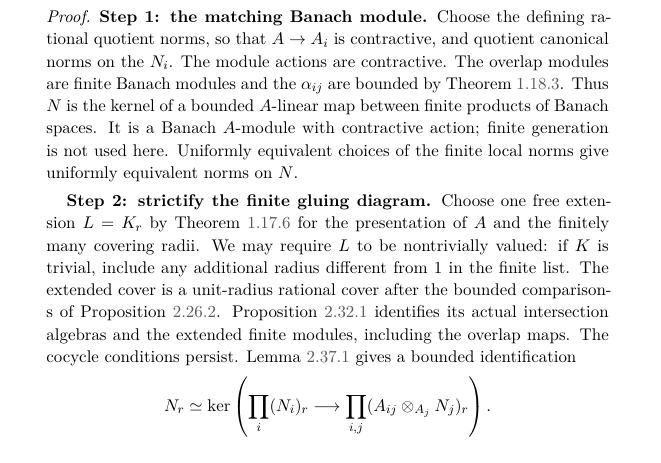 Proof. Step 1: the matching Banach module. Choose the defining ra-
tional quotient norms, so that A → A_i is contractive, and quotient canonical
norms on the N_i. The module actions are contractive. The overlap modules
are finite Banach modules and the α_{ij} are bounded by Theorem 1.18.3. Thus
N is the kernel of a bounded A-linear map between finite products of Banach
spaces. It is a Banach A-module with contractive action; finite generation
is not used here. Uniformly equivalent choices of the finite local norms give
uniformly equivalent norms on N.
Step 2: strictify the finite gluing diagram. Choose one free exten-
sion L = K_r by Theorem 1.17.6 for the presentation of A and the finitely
many covering radii. We may require L to be nontrivially valued: if K is
trivial, include any additional radius different from 1 in the finite list. The
extended cover is a unit-radius rational cover after the bounded comparison-
s of Proposition 2.26.2. Proposition 2.32.1 identifies its actual intersection
algebras and the extended finite modules, including the overlap maps. The
cocycle conditions persist. Lemma 2.37.1 gives a bounded identification
N_r ≃ ker ( ∏_i (N_i)_r ⟶ ∏_{i,j} (A_{ij} ⊗_{A_j} N_j)_r ) .